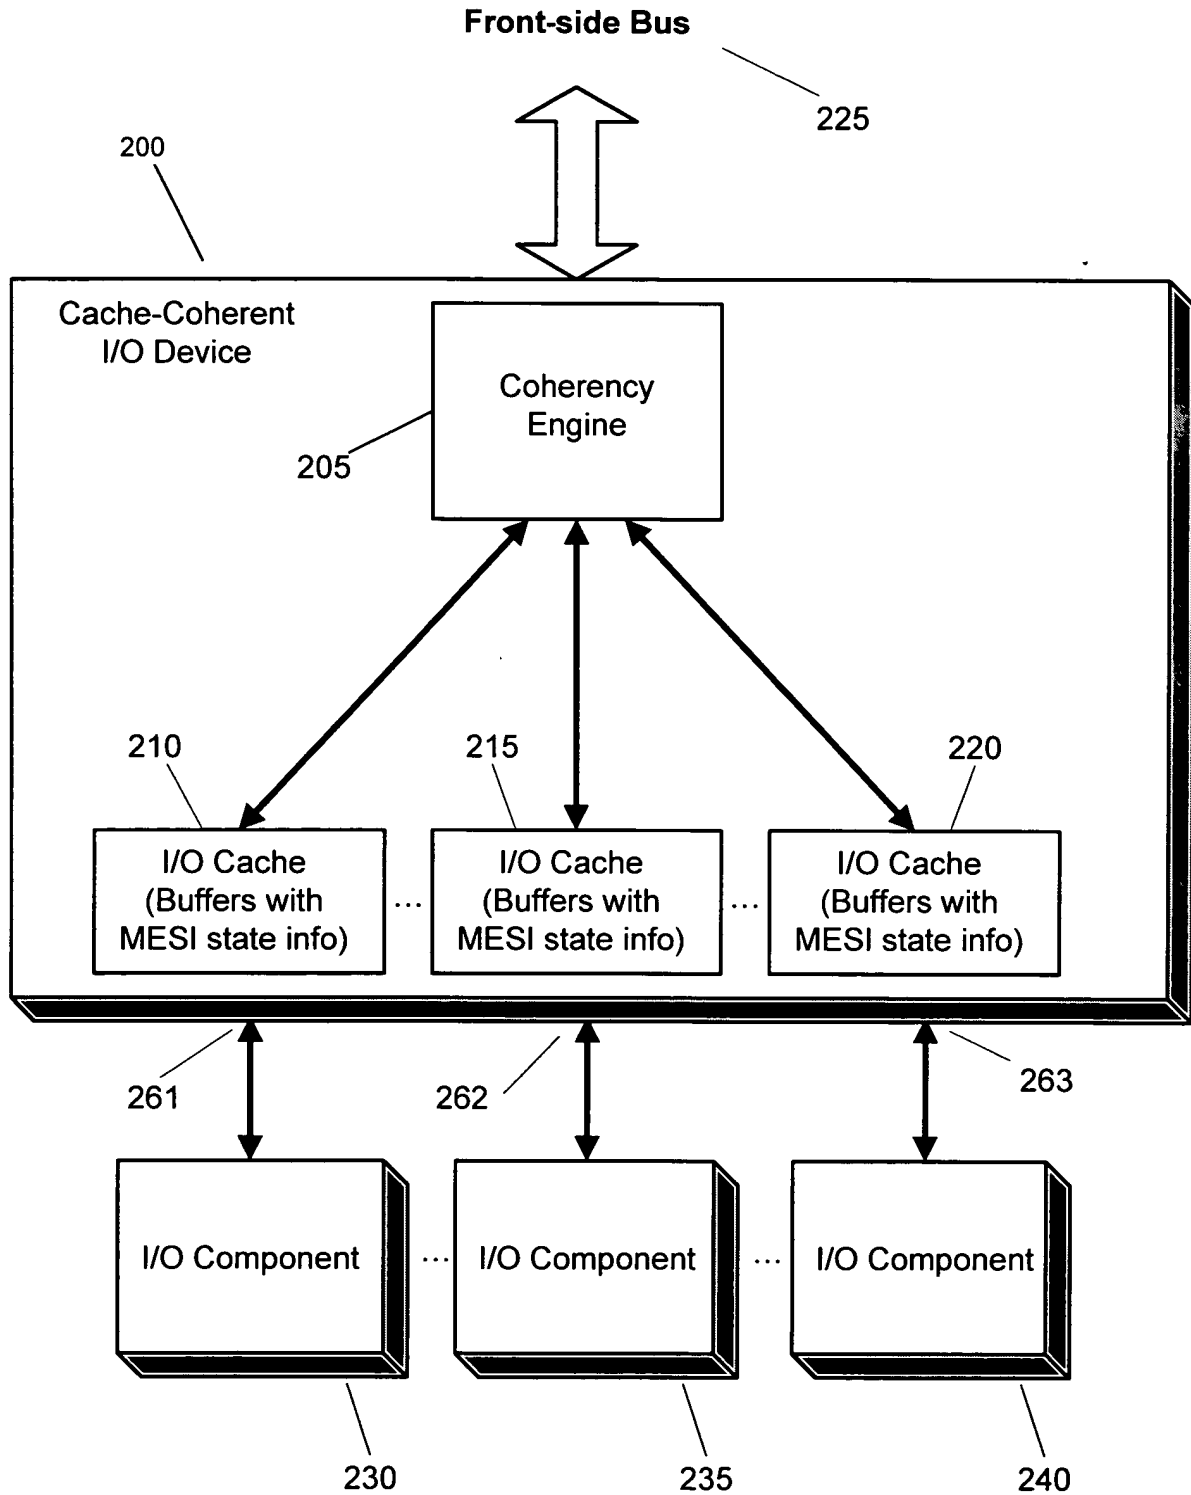 Front-side Bus
225
200
Cache-Coherent
I/O Device
Coherency
Engine
205
210
215
220
I/O Cache
(Buffers with
MESI state info)
...
I/O Cache
(Buffers with
MESI state info)
...
I/O Cache
(Buffers with
MESI state info)
261
262
263
I/O Component
...
I/O Component
...
I/O Component
230
235
240